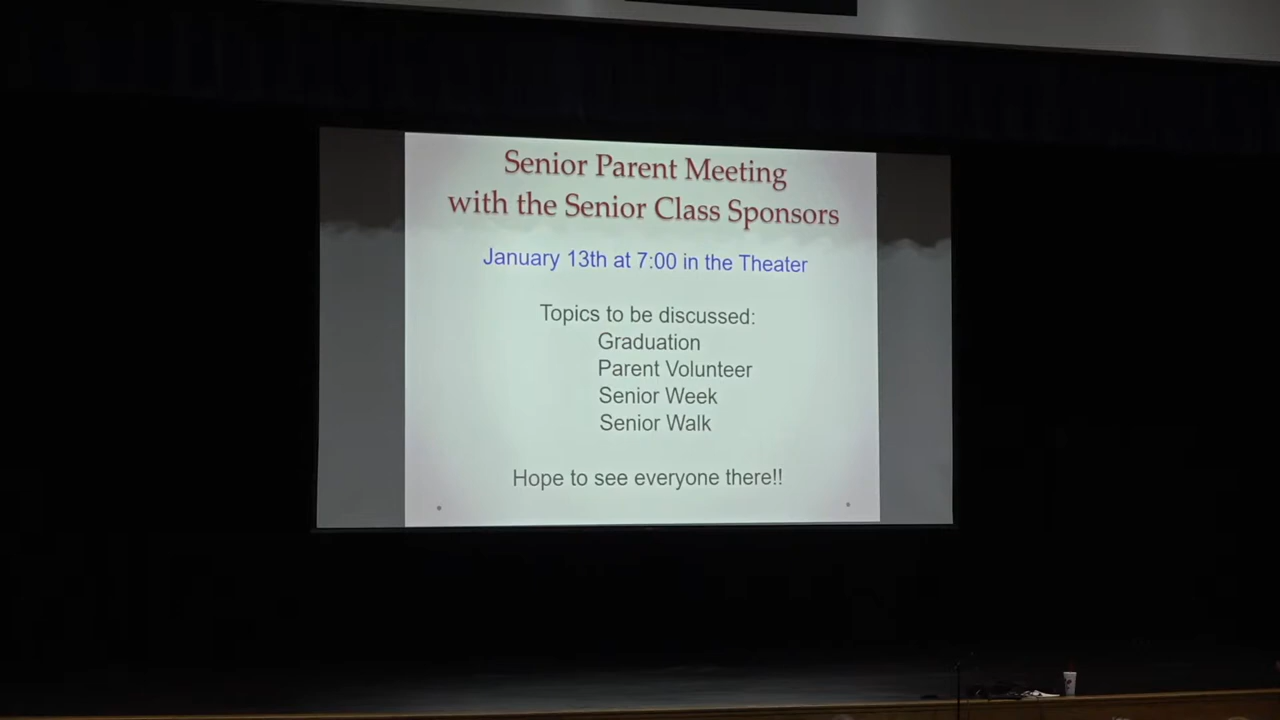 Senior Parent Meeting
with the Senior Class Sponsors
January 13th at 7:00 in the Theater
Topics to be discussed:
Graduation
Parent Volunteer
Senior Week
Senior Walk
Hope to see everyone there!!